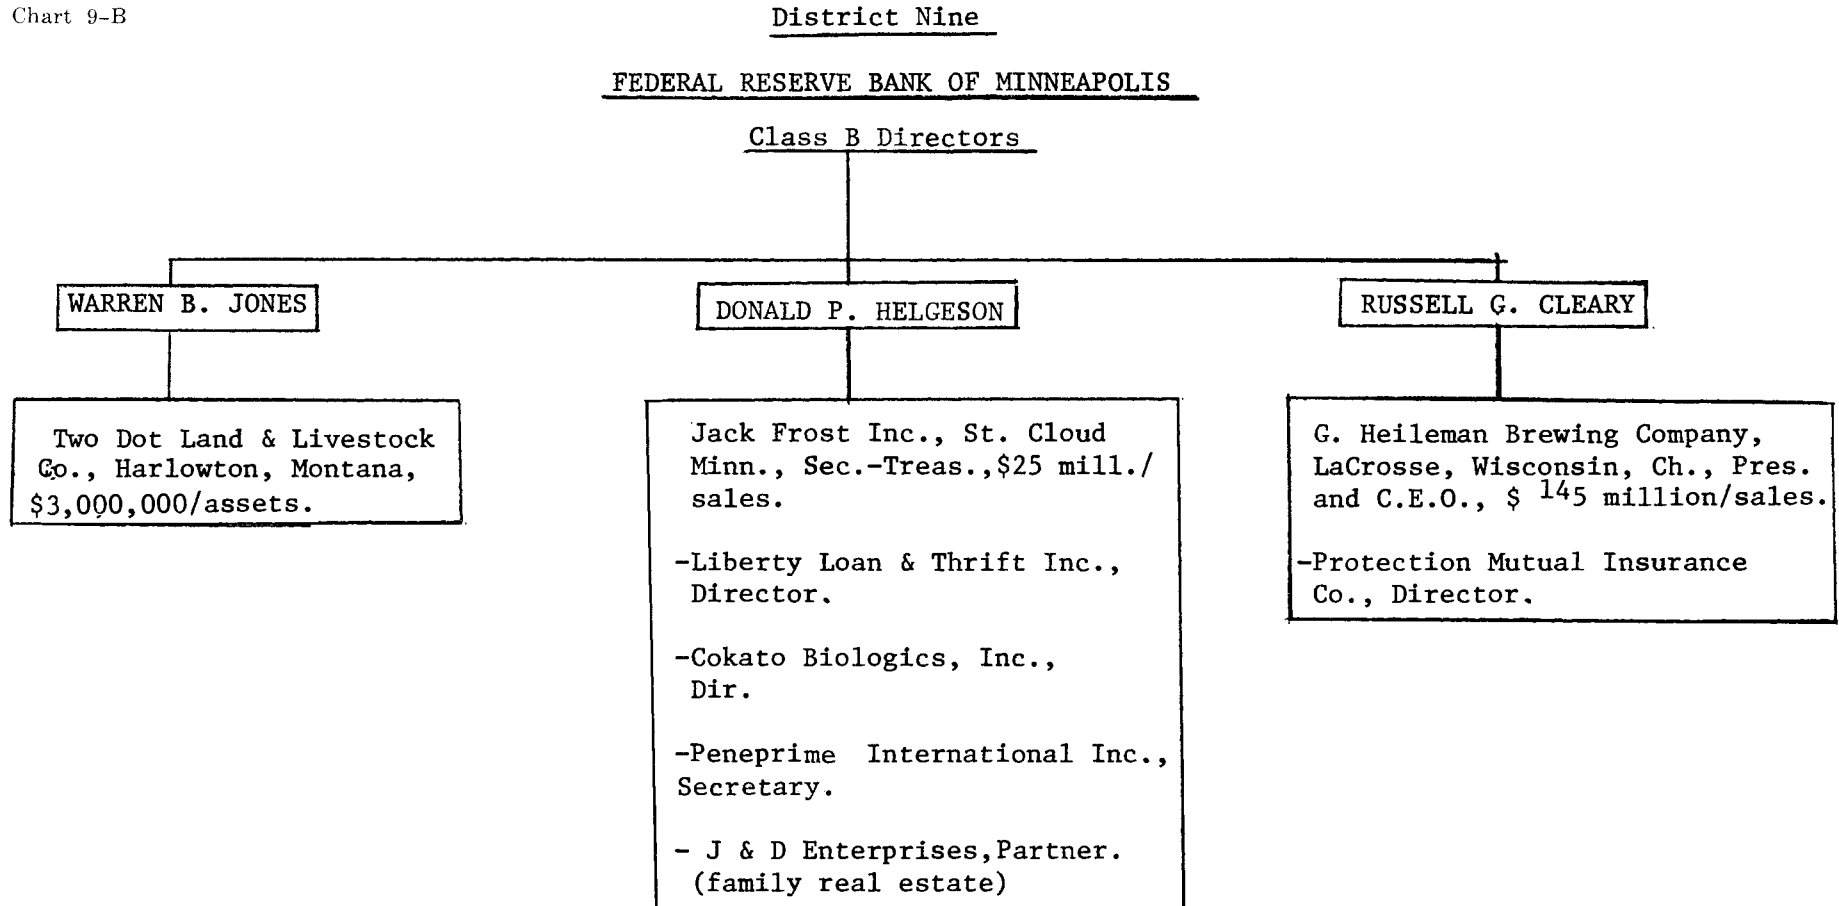 Chart 9-B
District Nine
FEDERAL RESERVE BANK OF MINNEAPOLIS
Class B Directors
WARREN B. JONES
DONALD P. HELGESON
RUSSELL G. CLEARY
Two Dot Land & Livestock
Co., Harlowton, Montana,
$3,000,000/assets.
Jack Frost Inc., St. Cloud
Minn., Sec.-Treas.,$25 mill./
sales.
-Liberty Loan & Thrift Inc.,
Director.
-Cokato Biologics, Inc.,
Dir.
-Peneprime International Inc.,
Secretary.
- J & D Enterprises,Partner.
(family real estate)
G. Heileman Brewing Company,
LaCrosse, Wisconsin, Ch., Pres.
and C.E.O., $ 145 million/sales.
-Protection Mutual Insurance
Co., Director.